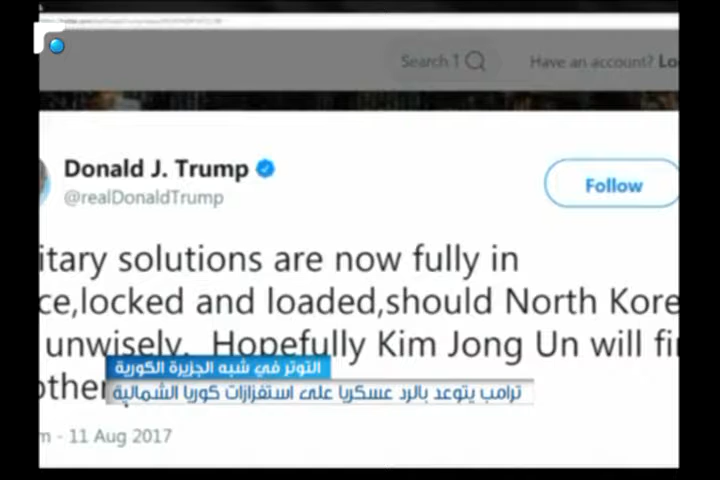 Search T
Have an account? Lo
Donald J. Trump
@realDonaldTrump
Follow
itary solutions are now fully in
ce,locked and loaded,should North Kore
unwisely. Hopefully Kim Jong Un will fi
othe
التوتر في شبه الجزيرة الكورية
ترامب يتوعد بالرد عسكريا على استفزازات كوريا الشمالية
m - 11 Aug 2017